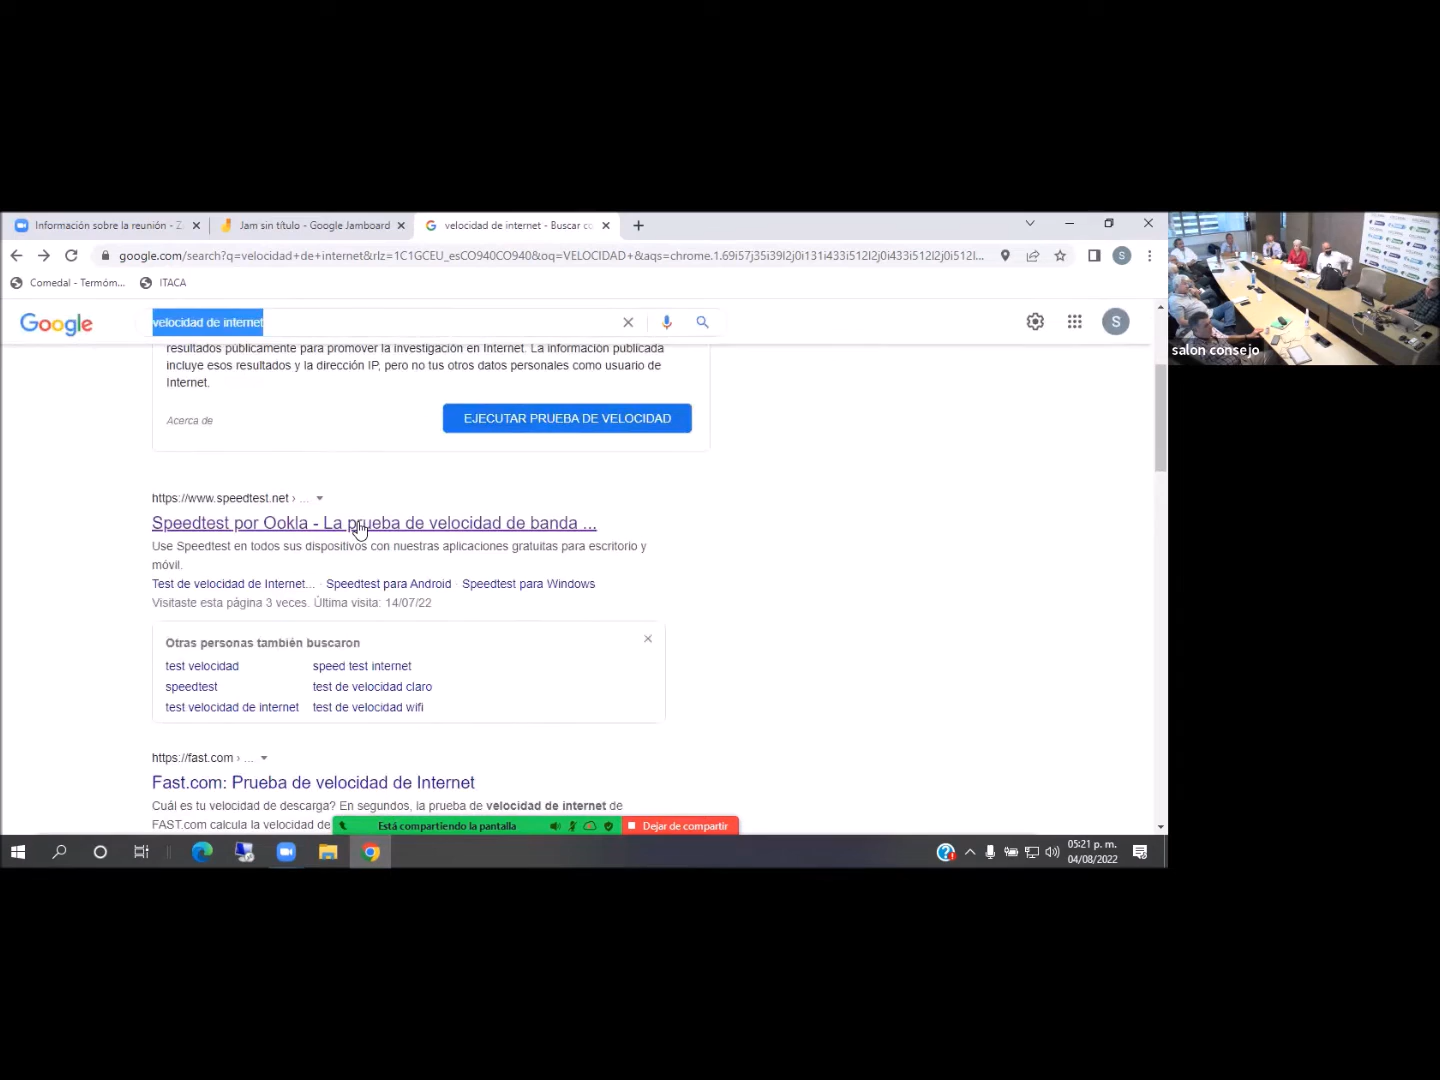 Información sobre la reunión - Z
Jam sin título - Google Jamboard
velocidad de internet - Buscar co
google.com/search?q=velocidad+de+internet&rlz=1C1GCEU_esCO940CO940&oq=VELOCIDAD+&aqs=chrome.1.69i57j35i39l2j0i131i433i512l2j0i433i512l2j0i512l...
S
Comedal - Termóm...
ITACA
Google
velocidad de internet
S
resultados públicamente para promover la investigación en Internet. La información publicada
incluye esos resultados y la dirección IP, pero no tus otros datos personales como usuario de
Internet.
Acerca de
EJECUTAR PRUEBA DE VELOCIDAD
https://www.speedtest.net › ...
Speedtest por Ookla - La prueba de velocidad de banda ...
Use Speedtest en todos sus dispositivos con nuestras aplicaciones gratuitas para escritorio y
móvil.
Test de velocidad de Internet... · Speedtest para Android · Speedtest para Windows
Visitaste esta página 3 veces. Última visita: 14/07/22
Otras personas también buscaron
test velocidad
speed test internet
speedtest
test de velocidad claro
test velocidad de internet
test de velocidad wifi
https://fast.com › ...
Fast.com: Prueba de velocidad de Internet
Cuál es tu velocidad de descarga? En segundos, la prueba de velocidad de internet de
FAST.com calcula la velocidad de
Está compartiendo la pantalla
Dejar de compartir
05:21 p. m.
04/08/2022
salon consejo